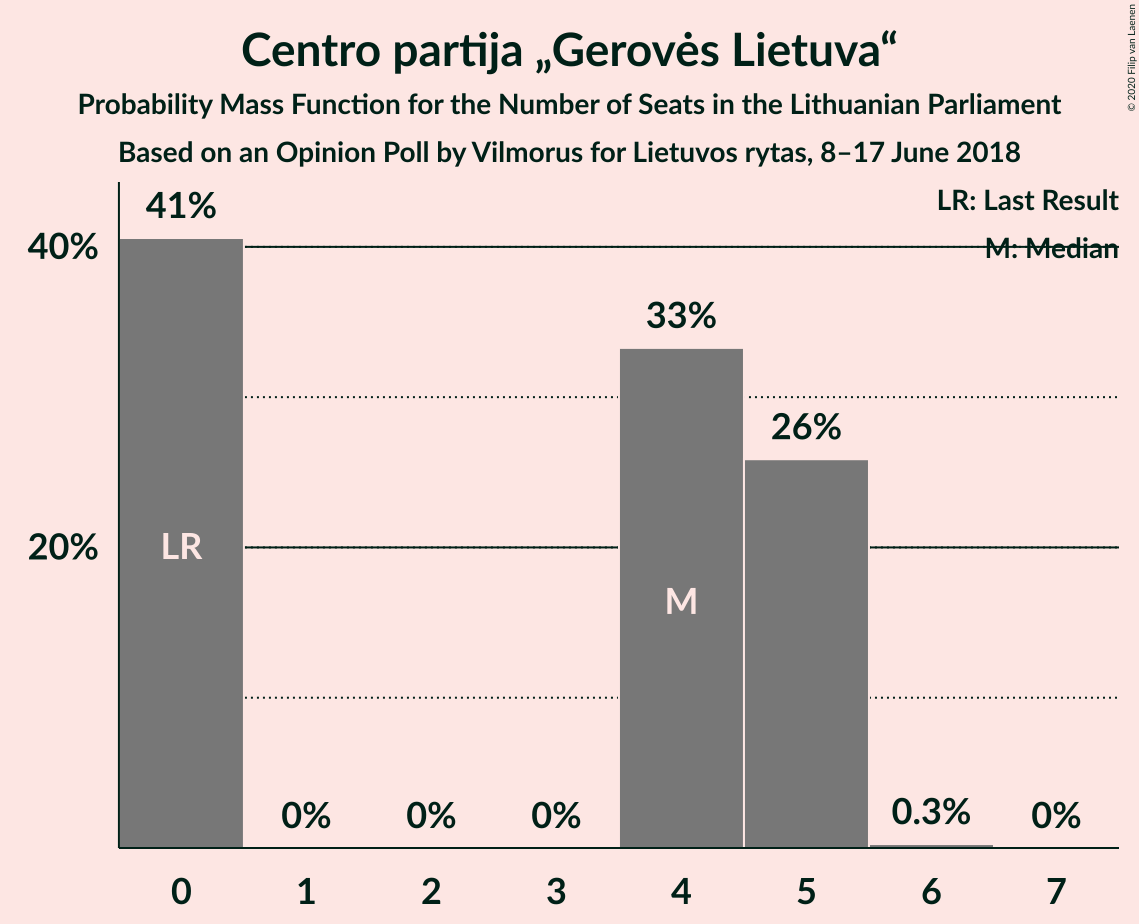 Centro partija „Gerovės Lietuva“
Probability Mass Function for the Number of Seats in the Lithuanian Parliament
Based on an Opinion Poll by Vilmorus for Lietuvos rytas, 8–17 June 2018
© 2020 Filip van Laenen
LR: Last Result
M: Median
41%
40%
33%
26%
20%
LR
M
0%
0%
0%
0.3%
0%
0
1
2
3
4
5
6
7